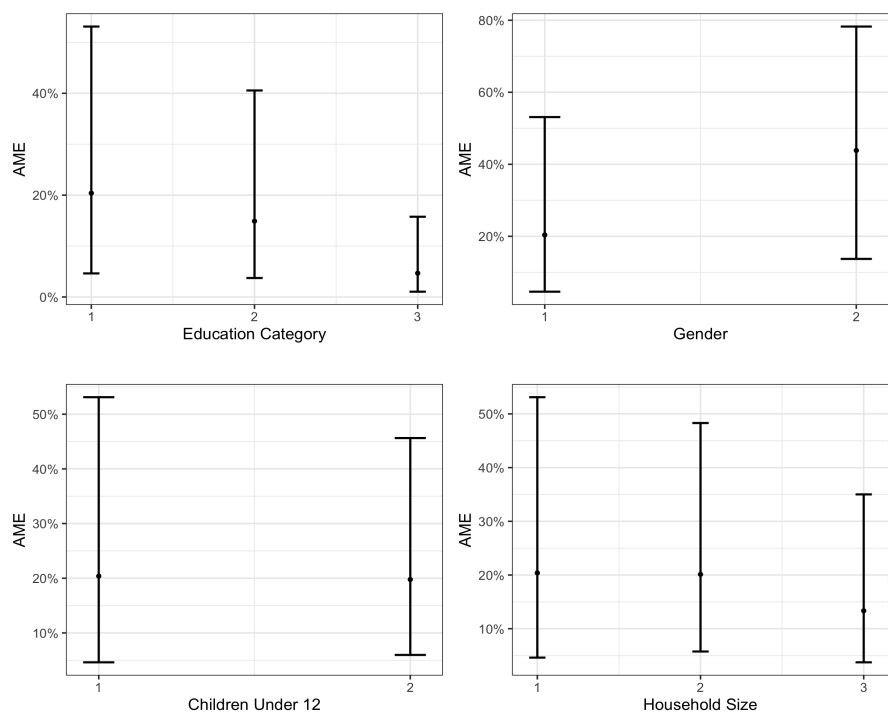 AME
40%
20%
0%
1 2 3
Education Category
AME
80%
60%
40%
20%
1 2
Gender
AME
50%
40%
30%
20%
10%
1 2
Children Under 12
AME
50%
40%
30%
20%
10%
1 2 3
Household Size